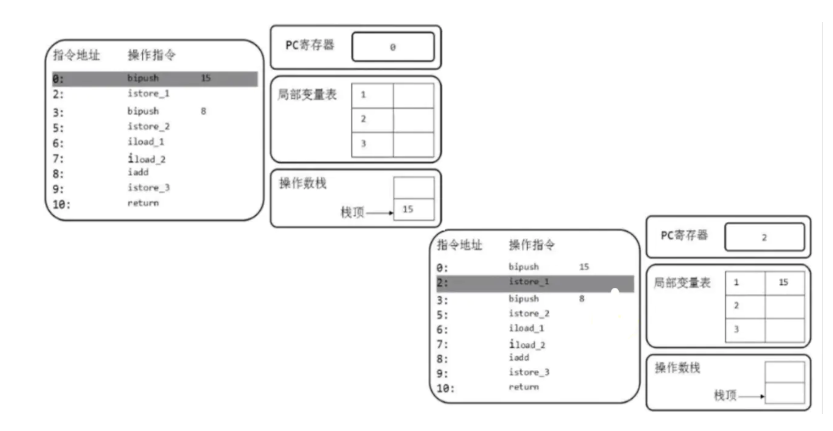 指令地址 操作指令
0: bipush 15
2: istore_1
3: bipush 8
5: istore_2
6: iload_1
7: iload_2
8: iadd
9: istore_3
10: return
PC寄存器 0
局部变量表 1
2
3
操作数栈
栈顶 15
指令地址 操作指令
0: bipush 15
2: istore_1
3: bipush 8
5: istore_2
6: iload_1
7: iload_2
8: iadd
9: istore_3
10: return
PC寄存器 2
局部变量表 1 15
2
3
操作数栈
栈顶